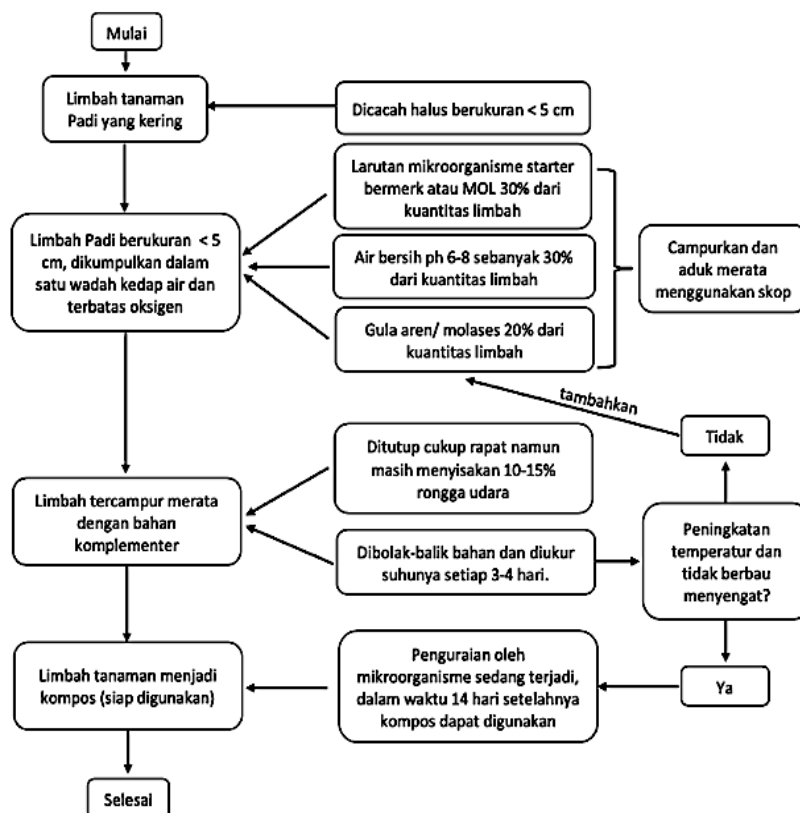 Mulai
Limbah tanaman
Padi yang kering
Dicacah halus berukuran < 5 cm
Larutan mikroorganisme starter
bermerk atau MOL 30% dari
kuantitas limbah
Limbah Padi berukuran < 5
cm, dikumpulkan dalam
satu wadah kedap air dan
terbatas oksigen
Air bersih ph 6-8 sebanyak 30%
dari kuantitas limbah
Gula aren/ molases 20% dari
kuantitas limbah
Campurkan dan
aduk merata
menggunakan skop
tambahkan
Tidak
Ditutup cukup rapat namun
masih menyisakan 10-15%
rongga udara
Limbah tercampur merata
dengan bahan
komplementer
Dibolak-balik bahan dan diukur
suhunya setiap 3-4 hari.
Peningkatan
temperatur dan
tidak berbau
menyengat?
Ya
Penguraian oleh
mikroorganisme sedang terjadi,
dalam waktu 14 hari setelahnya
kompos dapat digunakan
Limbah tanaman menjadi
kompos (siap digunakan)
Selesai